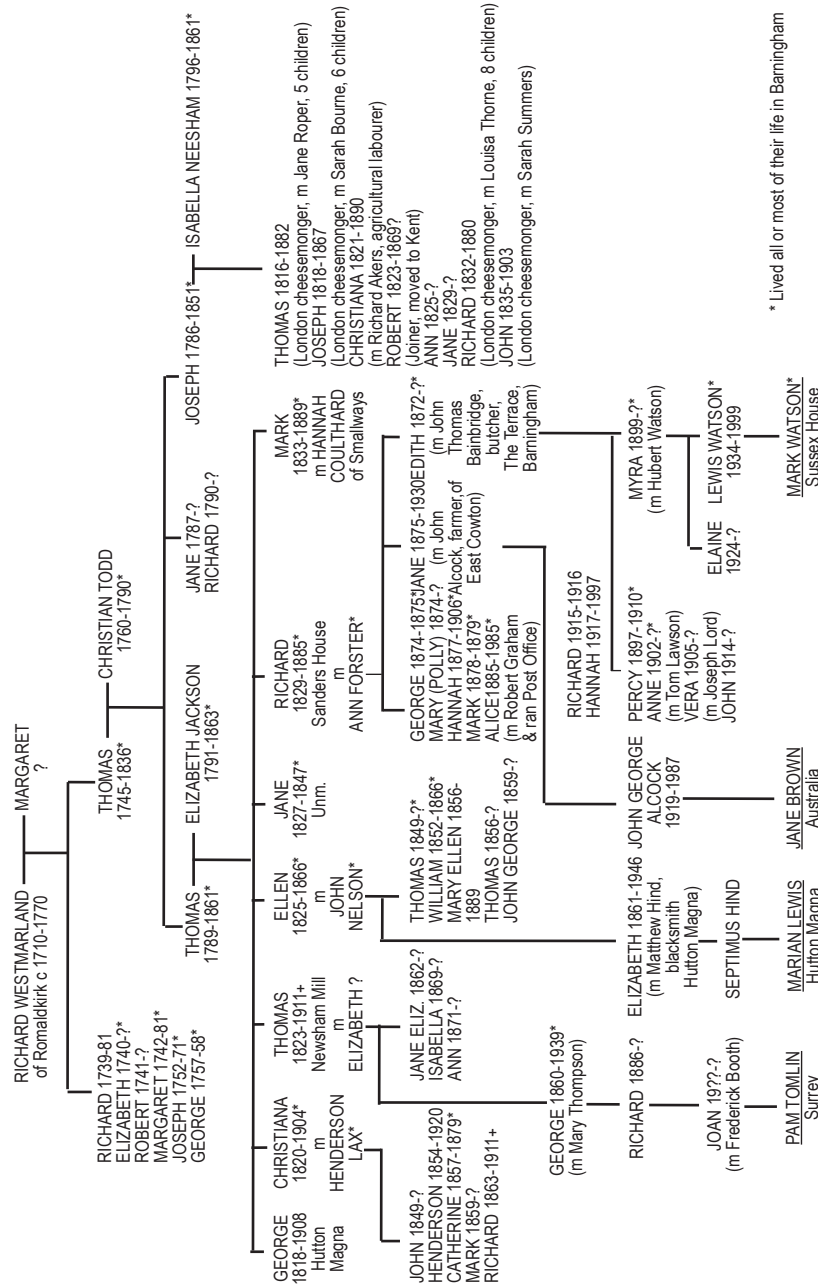 RICHARD WESTMARLAND
of Romaldkirk c 1710-1770
MARGARET
?
RICHARD 1739-81
ELIZABETH 1740-?*
ROBERT 1741-?
MARGARET 1742-81*
JOSEPH 1752-71*
GEORGE 1757-58*
THOMAS
1745-1836*
CHRISTIAN TODD
1760-1790*
THOMAS
1789-1861*
ELIZABETH JACKSON
1791-1863*
JANE 1787-?
RICHARD 1790-?
JOSEPH 1786-1851*
ISABELLA NEESHAM 1796-1861*
GEORGE
1818-1908
Hutton
Magna
CHRISTIANA
1820-1904*
m
HENDERSON
LAX*
THOMAS
1823-1911+
Newsham Mill
m
ELIZABETH ?
ELLEN
1825-1866*
m
JOHN
NELSON*
JANE
1827-1847*
Unm.
RICHARD
1829-1885*
Sanders House
m
ANN FORSTER*
MARK
1833-1889*
m HANNAH
COULTHARD
of Smallways
THOMAS 1816-1882
(London cheesemonger, m Jane Roper, 5 children)
JOSEPH 1818-1867
(London cheesemonger, m Sarah Bourne, 6 children)
CHRISTIANA 1821-1890
(m Richard Akers, agricultural labourer)
ROBERT 1823-1869?
(Joiner, moved to Kent)
ANN 1825-?
JANE 1829-?
RICHARD 1832-1880
(London cheesemonger, m Louisa Thorne, 8 children)
JOHN 1835-1903
(London cheesemonger, m Sarah Summers)
JOHN 1849-?
HENDERSON 1854-1920
CATHERINE 1857-1879*
MARK 1859-?
RICHARD 1863-1911+
JANE ELIZ. 1862-?
ISABELLA 1869-?
ANN 1871-?
THOMAS 1849-?*
WILLIAM 1852-1866*
MARY ELLEN 1856-
1889
THOMAS 1856-?
JOHN GEORGE 1859-?
GEORGE 1874-1875*
MARY (POLLY) 1874-?
HANNAH 1877-1906*
MARK 1878-1879*
ALICE1885-1985*
(m Robert Graham
& ran Post Office)
JANE 1875-1930
(m John
Alcock, farmer, of
East Cowton)
EDITH 1872-?*
(m John
Thomas
Bainbridge,
butcher,
The Terrace,
Barningham)
GEORGE 1860-1939*
(m Mary Thompson)
ELIZABETH 1861-1946
(m Matthew Hind,
blacksmith
Hutton Magna)
JOHN GEORGE
ALCOCK
1919-1987
RICHARD 1915-1916
HANNAH 1917-1997
PERCY 1897-1910*
ANNE 1902-?*
(m Tom Lawson)
VERA 1905-?
(m Joseph Lord)
JOHN 1914-?
MYRA 1899-?*
(m Hubert Watson)
RICHARD 1886-?
SEPTIMUS HIND
ELAINE
1924-?
LEWIS WATSON*
1934-1999
JOAN 19??-?
(m Frederick Booth)
PAM TOMLIN
Surrey
MARIAN LEWIS
Hutton Magna
JANE BROWN
Australia
MARK WATSON*
Sussex House
* Lived all or most of their life in Barningham